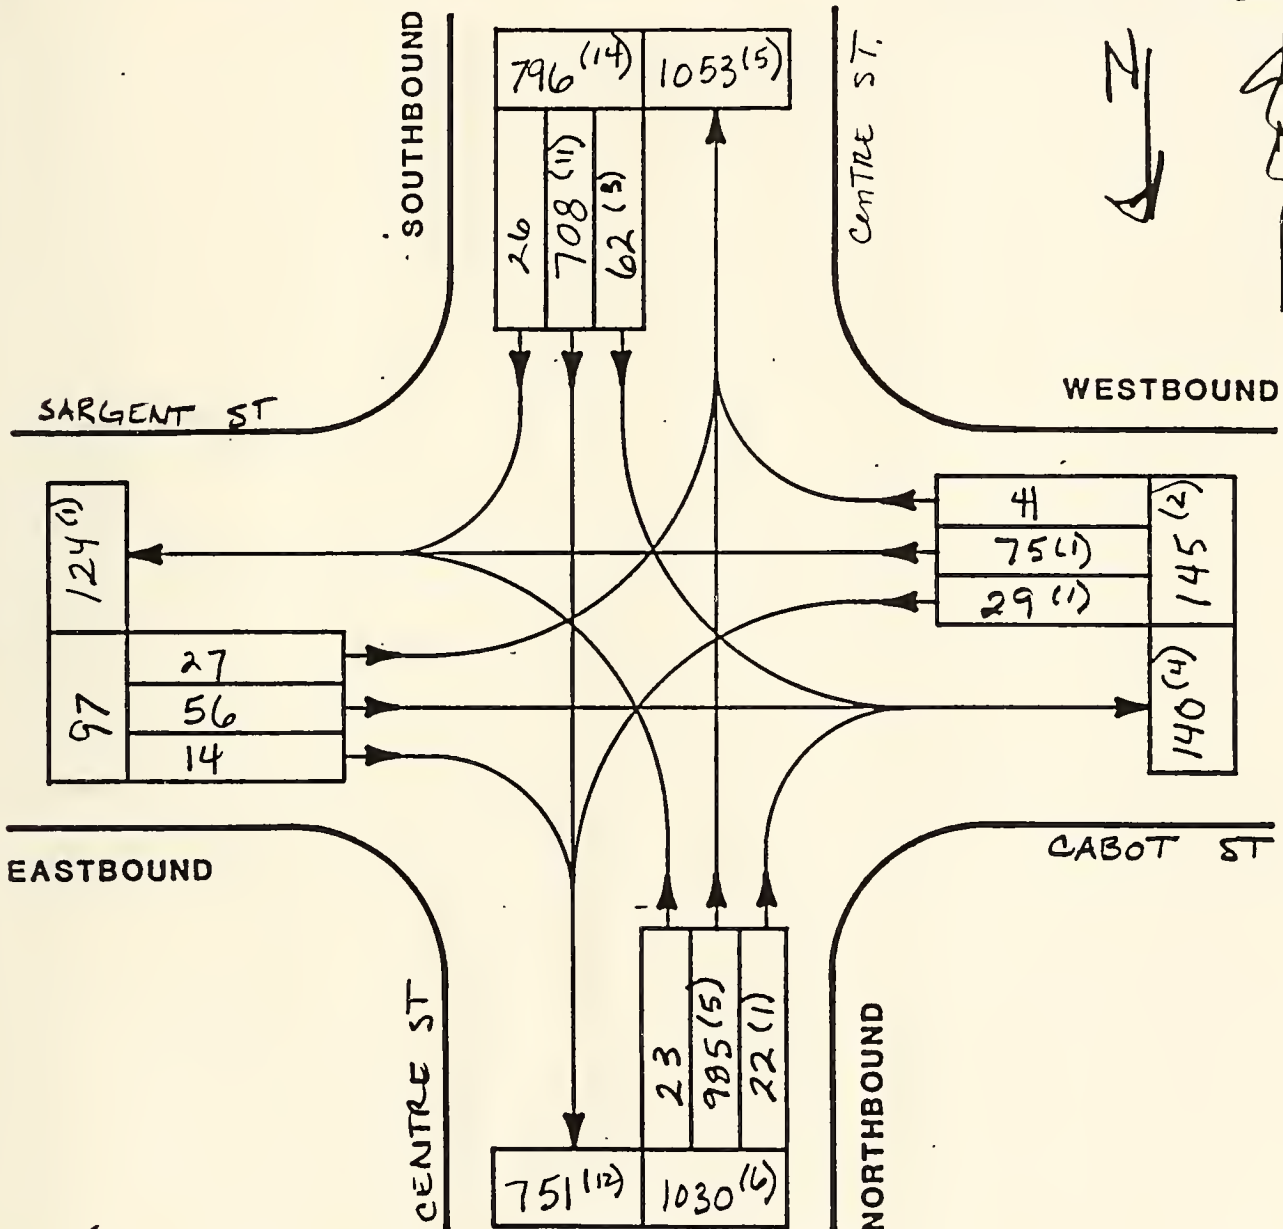 SOUTHBOUND
796 (14)
1053 (5)
CENTRE ST.
N
26
708 (11)
62 (3)
SARGENT ST
WESTBOUND
124 (1)
41
75 (1)
29 (1)
145 (2)
97
27
56
14
140 (4)
EASTBOUND
CABOT ST
CENTRE ST
23
985 (5)
22 (1)
NORTHBOUND
751 (12)
1030 (6)